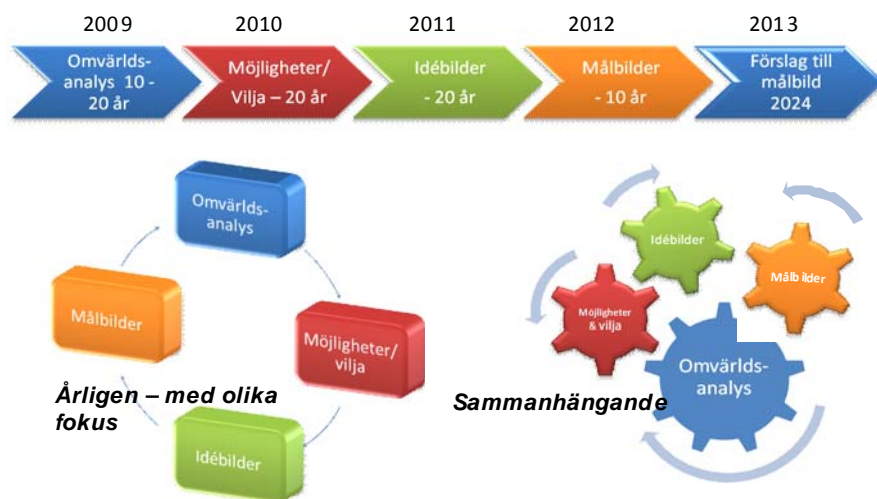 2009
2010
2011
2012
2013
Omvärlds-
analys 10 -
20 år
Möjligheter/
Vilja – 20 år
Idébilder
- 20 år
Målbilder
- 10 år
Förslag till
målbild
2024
Omvärlds-
analys
Målbilder
Möjligheter/
vilja
Idébilder
Årligen – med olika
fokus
Idébilder
Målbilder
Möjligheter
& vilja
Omvärlds-
analys
Sammanhängande